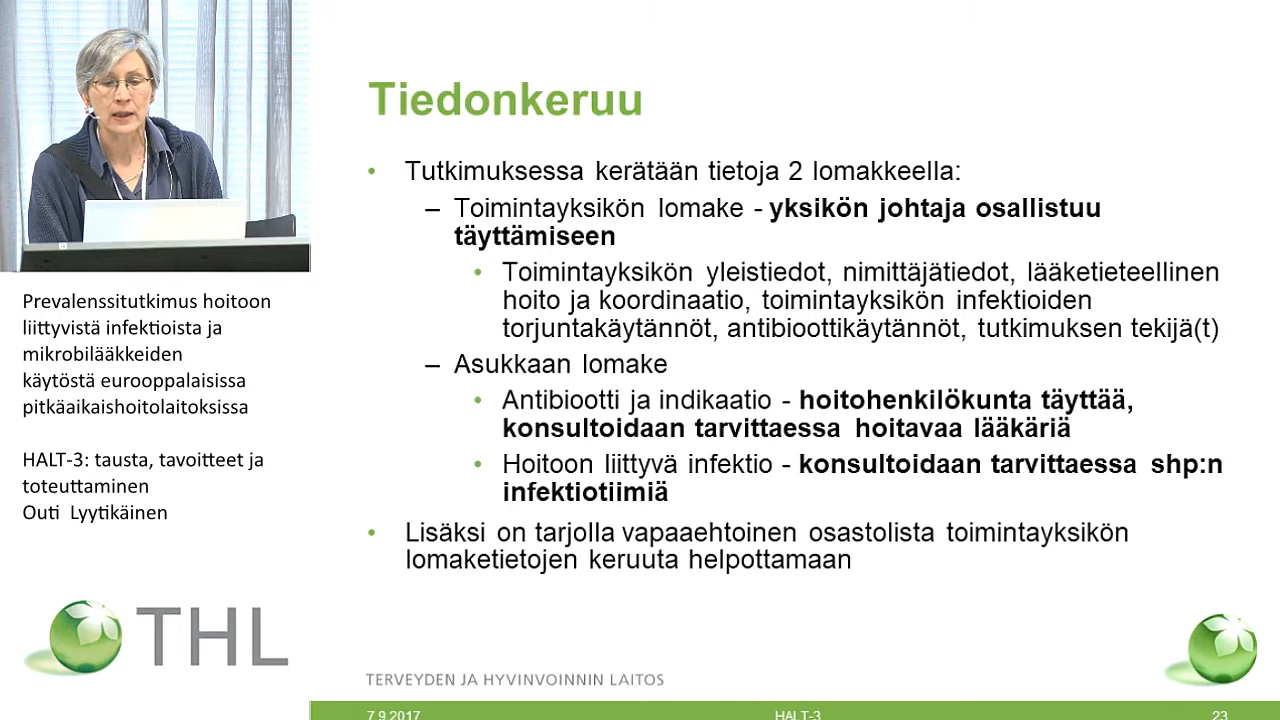 Tiedonkeruu
• Tutkimuksessa kerätään tietoja 2 lomakkeella:
– Toimintayksikön lomake - yksikön johtaja osallistuu
täyttämiseen
• Toimintayksikön yleistiedot, nimittäjätiedot, lääketieteellinen
hoito ja koordinaatio, toimintayksikön infektioiden
torjuntakäytännöt, antibioottikäytännöt, tutkimuksen tekijä(t)
– Asukkaan lomake
• Antibiootti ja indikaatio - hoitohenkilökunta täyttää,
konsultoidaan tarvittaessa hoitavaa lääkäriä
• Hoitoon liittyvä infektio - konsultoidaan tarvittaessa shp:n
infektiotiimiä
• Lisäksi on tarjolla vapaaehtoinen osastolista toimintayksikön
lomaketietojen keruuta helpottamaan
Prevalenssitutkimus hoitoon
liittyvistä infektioista ja
mikrobilääkkeiden
käytöstä eurooppalaisissa
pitkäaikaishoitolaitoksissa
HALT-3: tausta, tavoitteet ja
toteuttaminen
Outi Lyytikäinen
THL
TERVEYDEN JA HYVINVOINNIN LAITOS
7.9.2017 HALT-3 23